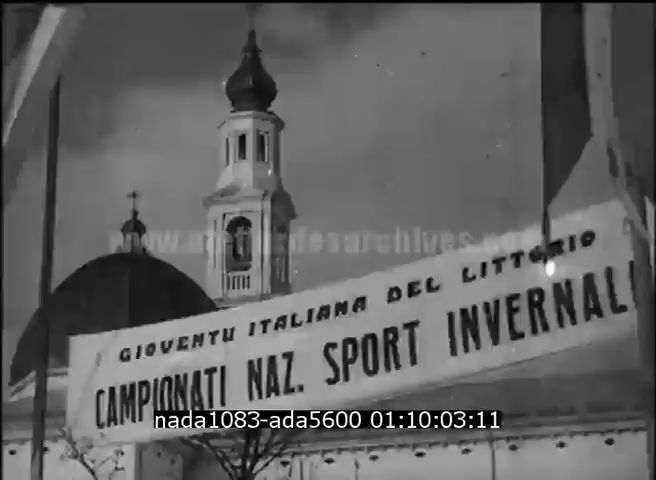 GIOVENTU ITALIANA DEL LITTORIO
CAMPIONATI NAZ. SPORT INVERNALI
nada1083-ada5600 01:10:03:11